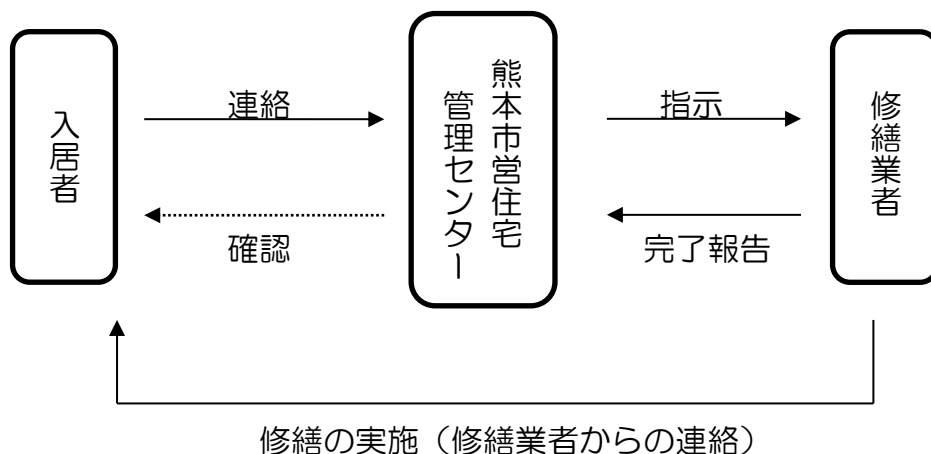 入居者
連絡
確認
熊本市営住宅
管理センター
指示
完了報告
修繕業者
修繕の実施（修繕業者からの連絡）